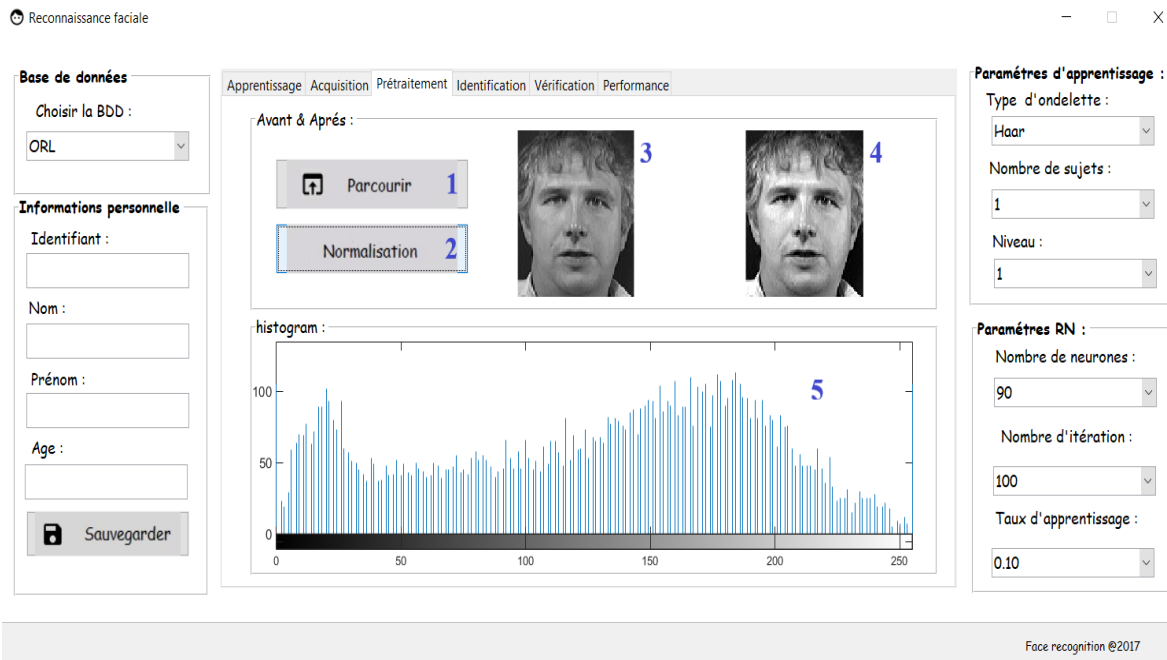 Reconnaissance faciale
Base de données
Choisir la BDD :
ORL
Informations personnelle
Identifiant :
Nom :
Prénom :
Age :
Sauvegarder
Apprentissage Acquisition Prétraitement Identification Vérification Performance
Avant & Aprés :
Parcourir 1
Normalisation 2
3
4
histogram :
5
100
50
0
0 50 100 150 200 250
Paramétres d'apprentissage :
Type d'ondelette :
Haar
Nombre de sujets :
1
Niveau :
1
Paramétres RN :
Nombre de neurones :
90
Nombre d'itération :
100
Taux d'apprentissage :
0.10
Face recognition @2017